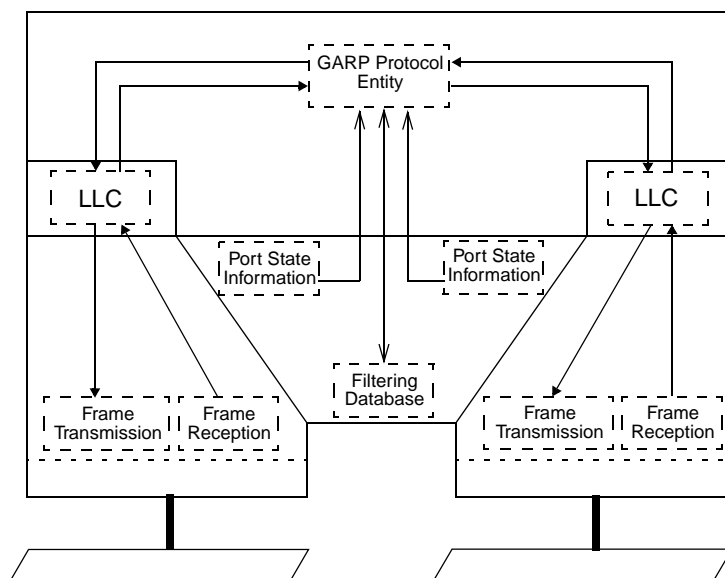 GARP Protocol
Entity
LLC
LLC
Port State
Information
Port State
Information
Filtering
Database
Frame
Transmission
Frame
Reception
Frame
Transmission
Frame
Reception